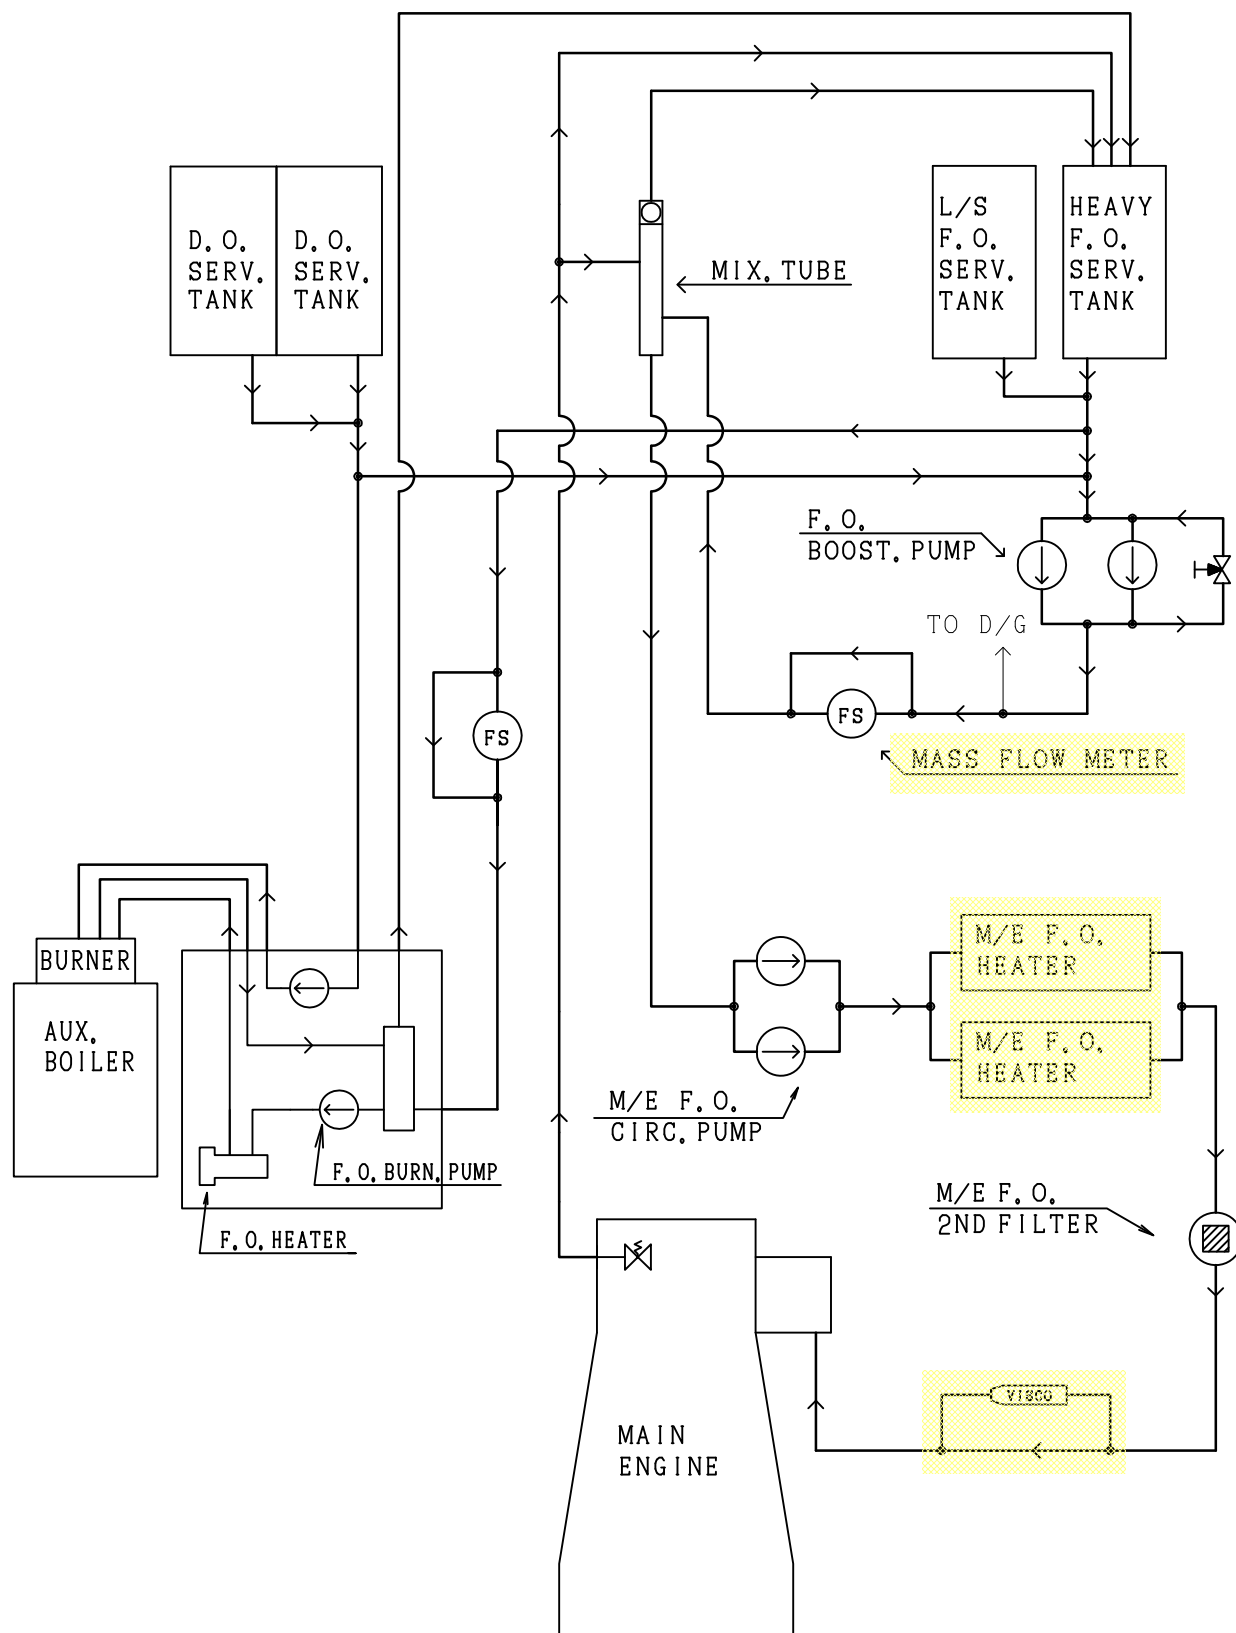 D.O.
SERV.
TANK
D.O.
SERV.
TANK
MIX. TUBE
L/S
F.O.
SERV.
TANK
HEAVY
F.O.
SERV.
TANK
F.O.
BOOST. PUMP
TO D/G
FS
FS
MASS FLOW METER
BURNER
AUX.
BOILER
M/E F.O.
HEATER
M/E F.O.
HEATER
M/E F.O.
CIRC. PUMP
F.O. BURN. PUMP
F.O. HEATER
M/E F.O.
2ND FILTER
VISCO
MAIN
ENGINE